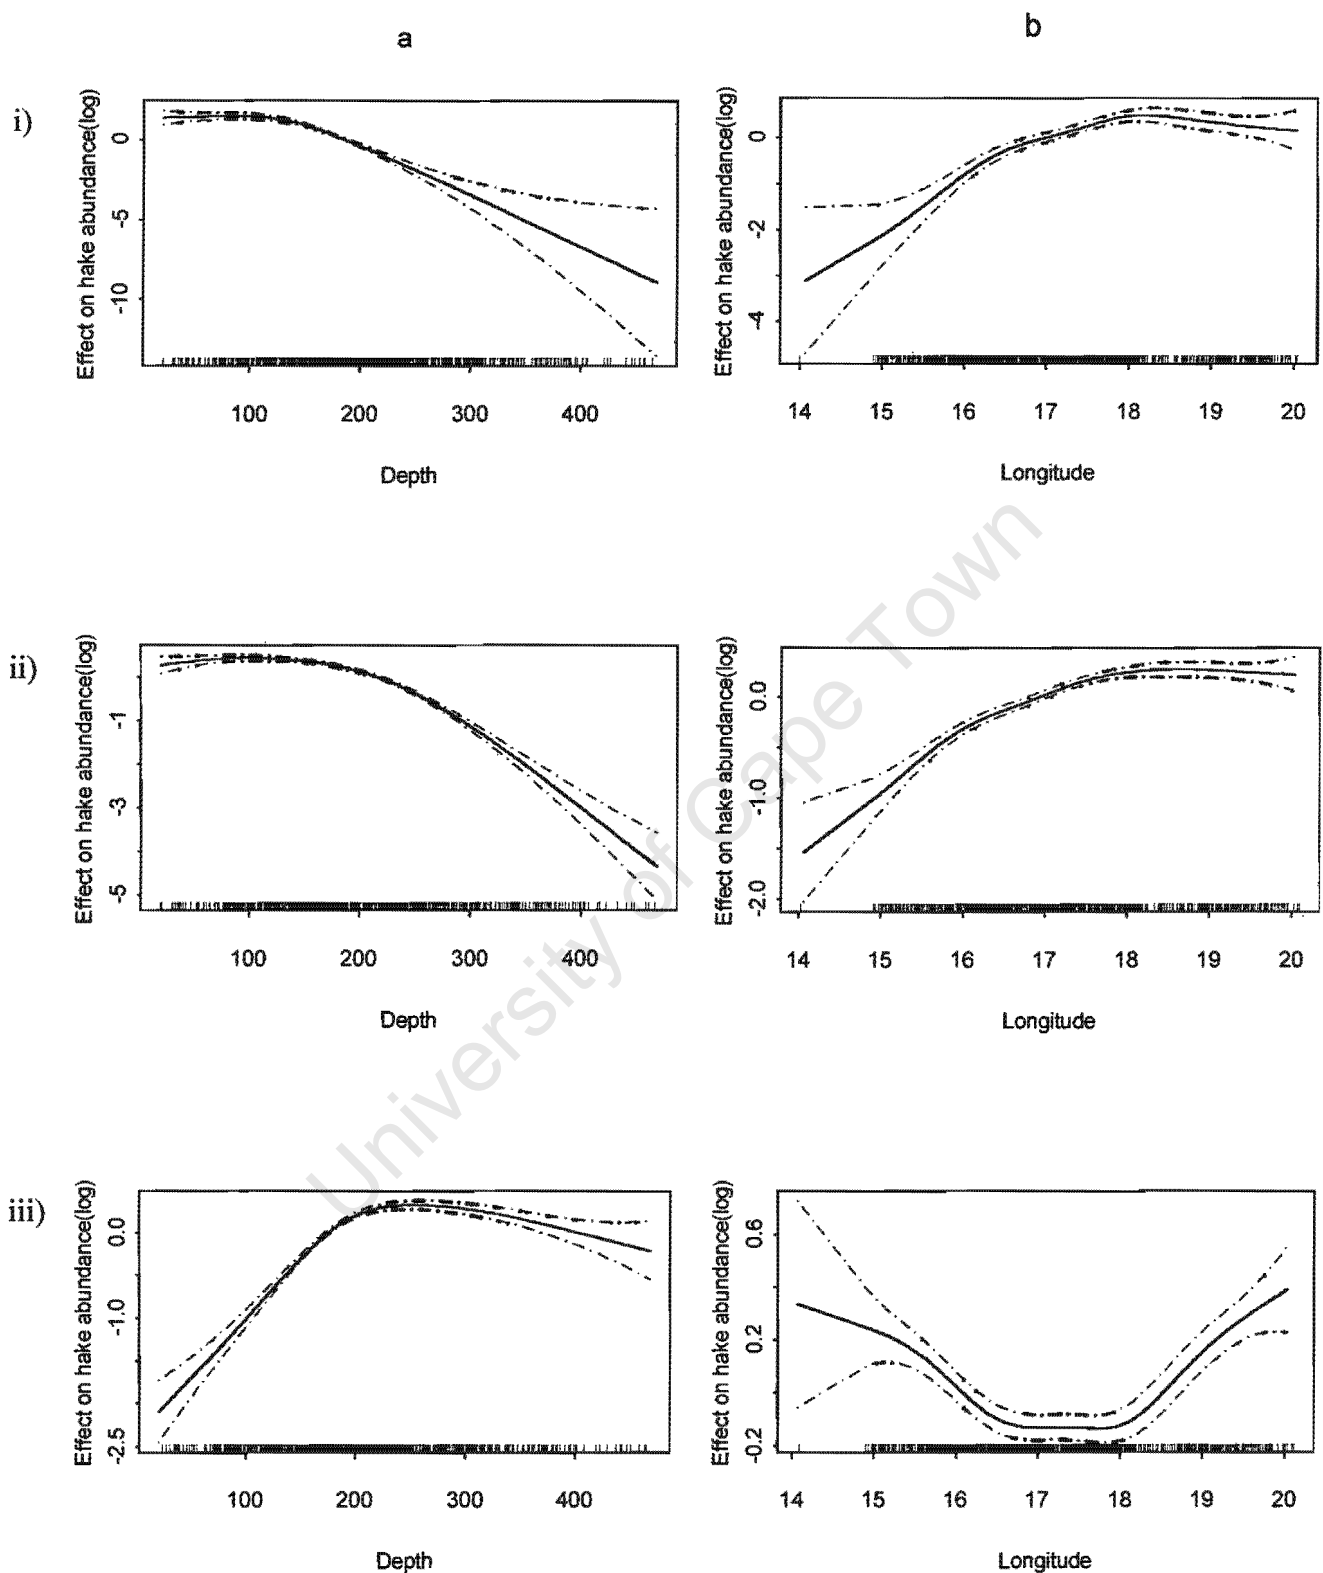 a
b
i)
Effect on hake abundance(log)
0
-5
-10
100 200 300 400
Depth
Effect on hake abundance(log)
0
-2
-4
14 15 16 17 18 19 20
Longitude
ii)
Effect on hake abundance(log)
-1
-3
-5
100 200 300 400
Depth
Effect on hake abundance(log)
0.0
-1.0
-2.0
14 15 16 17 18 19 20
Longitude
iii)
Effect on hake abundance(log)
0.0
-1.0
-2.5
100 200 300 400
Depth
Effect on hake abundance(log)
0.6
0.2
-0.2
14 15 16 17 18 19 20
Longitude
University of Cape Town